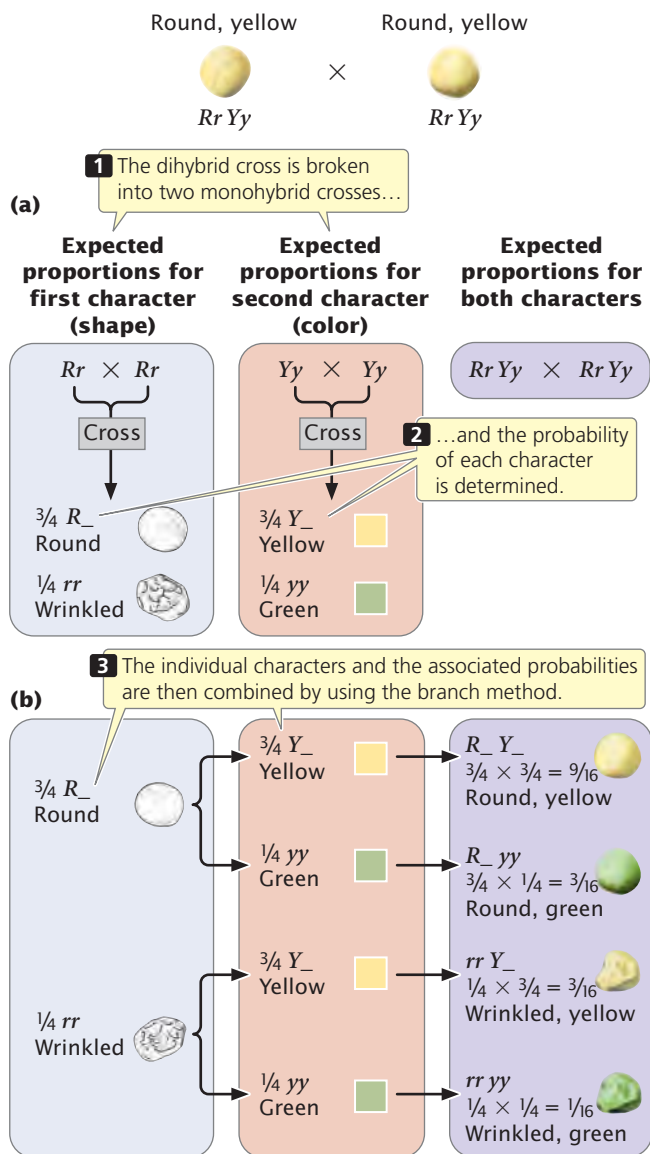 Round, yellow
Round, yellow
×
Rr Yy
Rr Yy
1 The dihybrid cross is broken
into two monohybrid crosses…
(a)
Expected
proportions for
first character
(shape)
Expected
proportions for
second character
(color)
Expected
proportions for
both characters
Rr × Rr
Cross
3/4 R_
Round
1/4 rr
Wrinkled
Yy × Yy
Cross
3/4 Y_
Yellow
1/4 yy
Green
Rr Yy × Rr Yy
2 …and the probability
of each character
is determined.
3 The individual characters and the associated probabilities
are then combined by using the branch method.
(b)
3/4 R_
Round
3/4 Y_
Yellow
R_ Y_
3/4 × 3/4 = 9/16
Round, yellow
1/4 yy
Green
R_ yy
3/4 × 1/4 = 3/16
Round, green
1/4 rr
Wrinkled
3/4 Y_
Yellow
rr Y_
1/4 × 3/4 = 3/16
Wrinkled, yellow
1/4 yy
Green
rr yy
1/4 × 1/4 = 1/16
Wrinkled, green